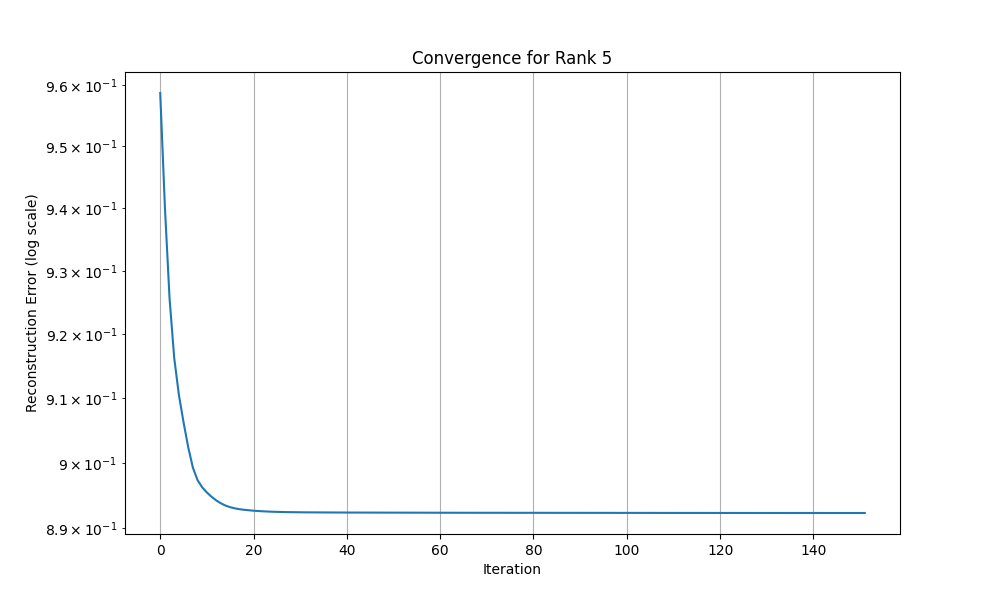 Convergence for Rank 5
Reconstruction Error (log scale)
9.6 × 10⁻¹
9.5 × 10⁻¹
9.4 × 10⁻¹
9.3 × 10⁻¹
9.2 × 10⁻¹
9.1 × 10⁻¹
9 × 10⁻¹
8.9 × 10⁻¹
0 20 40 60 80 100 120 140
Iteration